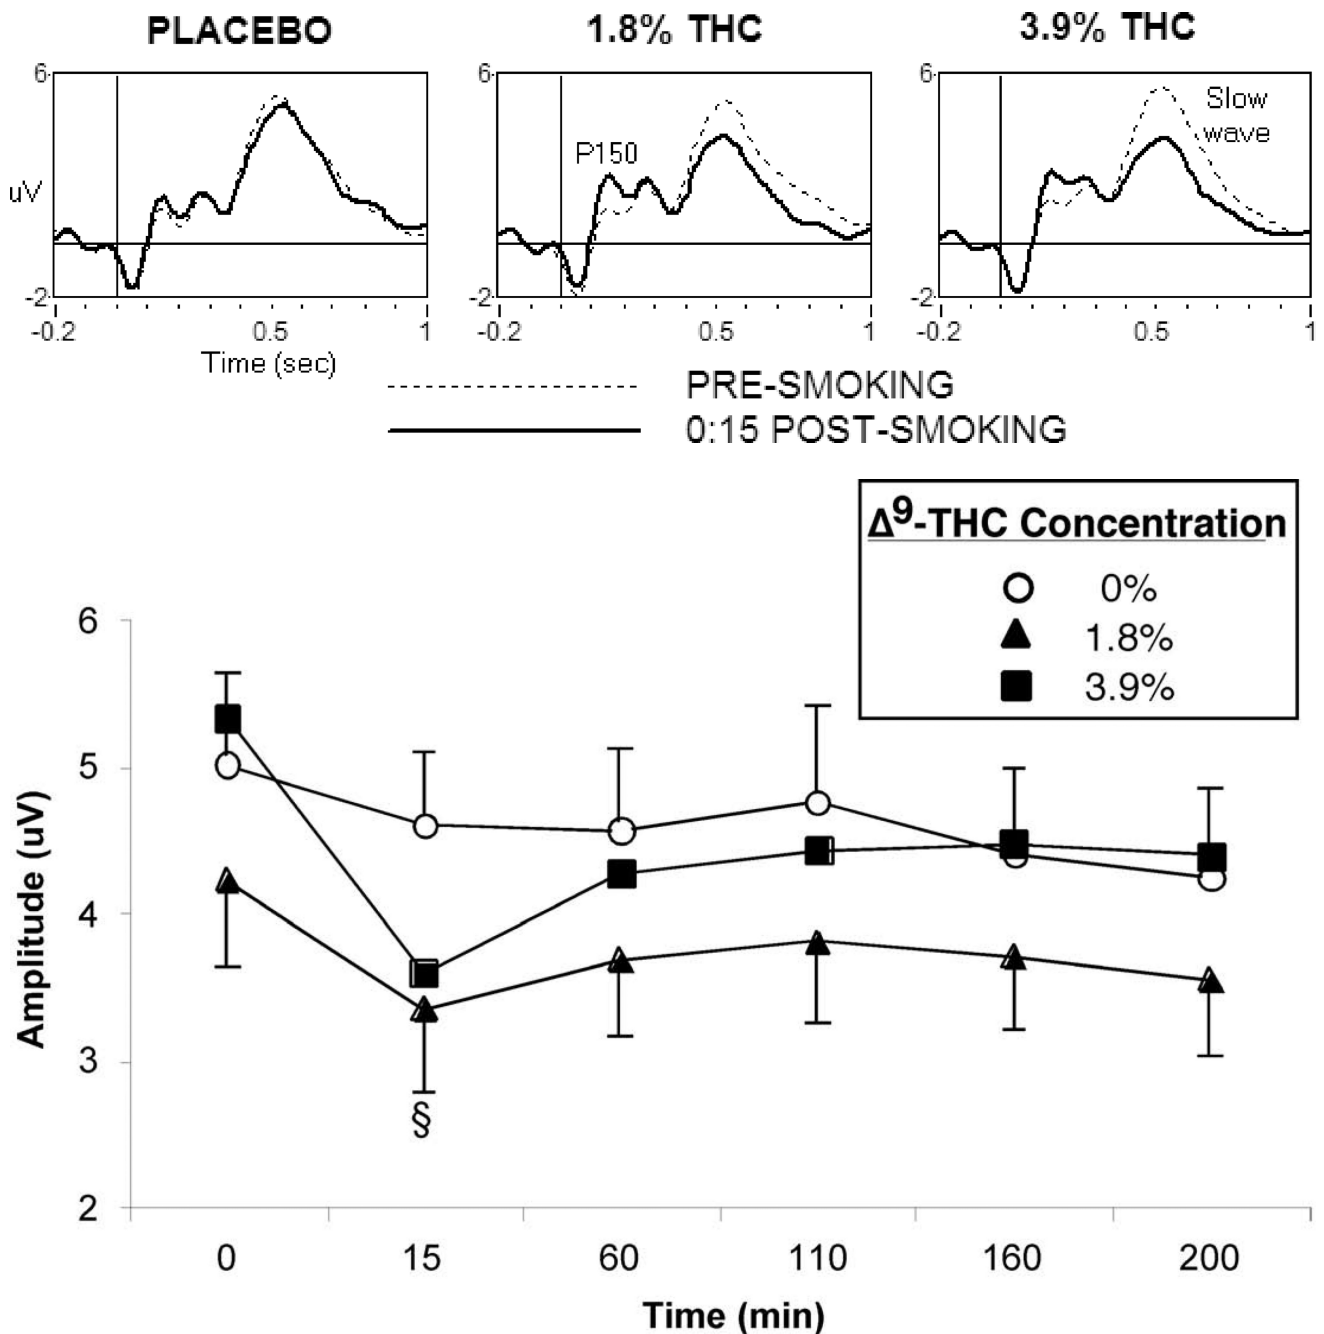 PLACEBO
1.8% THC
3.9% THC
6
uV
-2
-0.2
0.5
1
Time (sec)
6
P150
-2
-0.2
0.5
1
6
Slow
wave
-2
-0.2
0.5
1
PRE-SMOKING
0:15 POST-SMOKING
Δ⁹-THC Concentration
0%
1.8%
3.9%
Amplitude (uV)
6
5
4
3
2
§
0
15
60
110
160
200
Time (min)